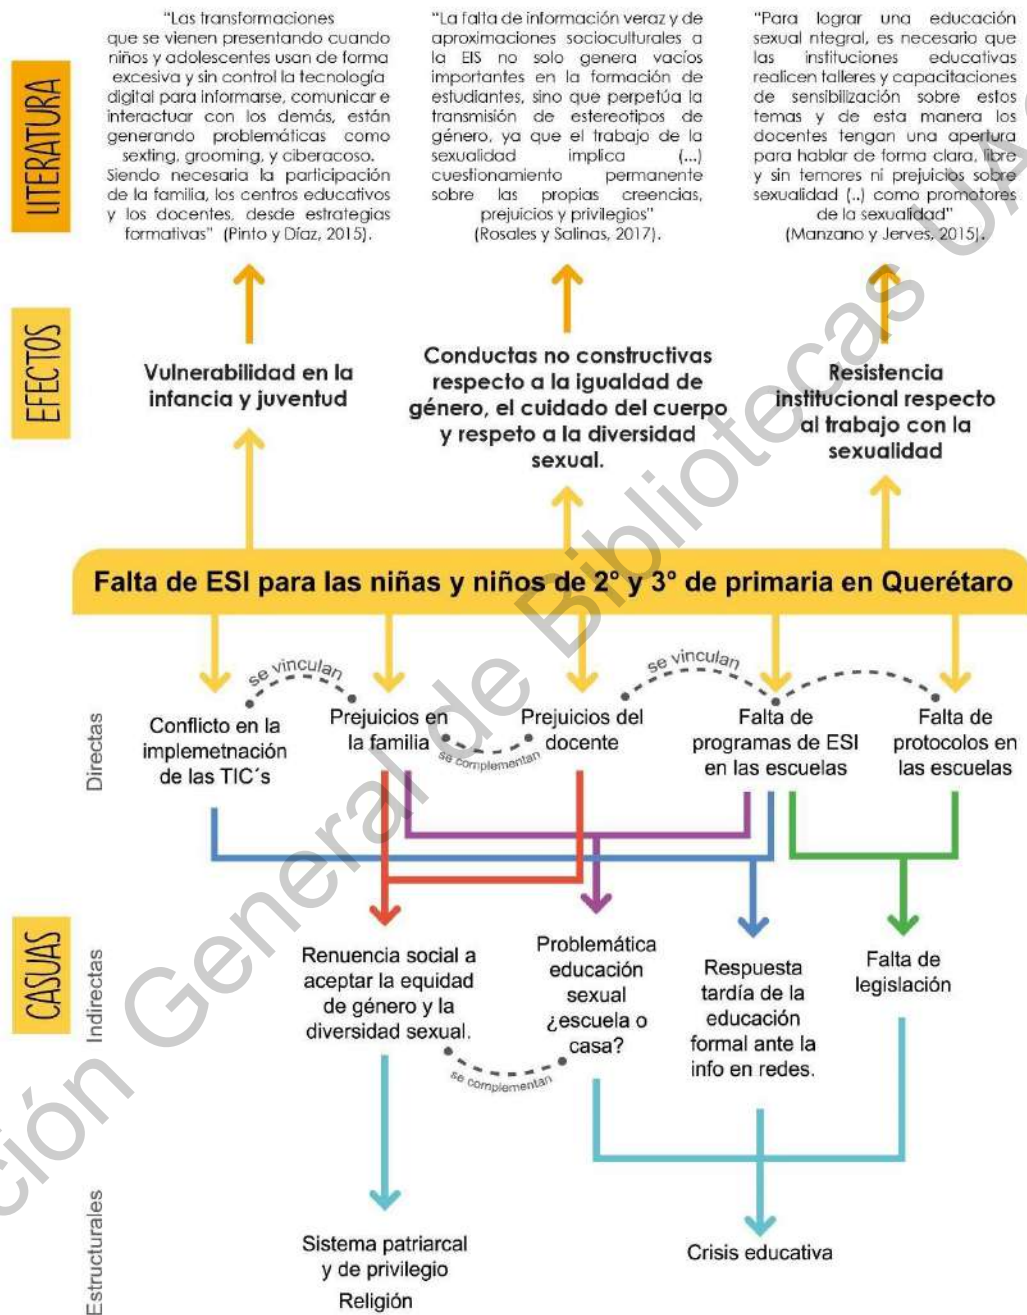 LITERATURA
"Las transformaciones
que se vienen presentando cuando
niños y adolescentes usan de forma
excesiva y sin control la tecnología
digital para informarse, comunicar e
interactuar con los demás, están
generando problemáticas como
sexting, grooming, y ciberacoso.
Siendo necesaria la participación
de la familia, los centros educativos
y los docentes, desde estrategias
formativas" (Pinto y Díaz, 2015).
"La falta de información veraz y de
aproximaciones socioculturales a
la EIS no solo genera vacíos
importantes en la formación de
estudiantes, sino que perpetúa la
transmisión de estereotipos de
género, ya que el trabajo de la
sexualidad implica (...)
cuestionamiento permanente
sobre las propias creencias,
prejuicios y privilegios"
(Rosales y Salinas, 2017).
"Para lograr una educación
sexual ntegral, es necesario que
las instituciones educativas
realicen talleres y capacitaciones
de sensibilización sobre estos
temas y de esta manera los
docentes tengan una apertura
para hablar de forma clara, libre
y sin temores ni prejuicios sobre
sexualidad (..) como promotores
de la sexualidad"
(Manzano y Jerves, 2015).
EFECTOS
Vulnerabilidad en la
infancia y juventud
Conductas no constructivas
respecto a la igualdad de
género, el cuidado del cuerpo
y respeto a la diversidad
sexual.
Resistencia
institucional respecto
al trabajo con la
sexualidad
Falta de ESI para las niñas y niños de 2° y 3° de primaria en Querétaro
CASUAS
Directas
se vinculan
se vinculan
Conflicto en la
implemetnación
de las TIC´s
Prejuicios en
la familia
se complementan
Prejuicios del
docente
Falta de
programas de ESI
en las escuelas
Falta de
protocolos en
las escuelas
Indirectas
Renuencia social a
aceptar la equidad
de género y la
diversidad sexual.
se complementan
Problemática
educación
sexual
¿escuela o
casa?
Respuesta
tardía de la
educación
formal ante la
info en redes.
Falta de
legislación
Estructurales
Sistema patriarcal
y de privilegio
Religión
Crisis educativa
ción General de Bibliotecas UA